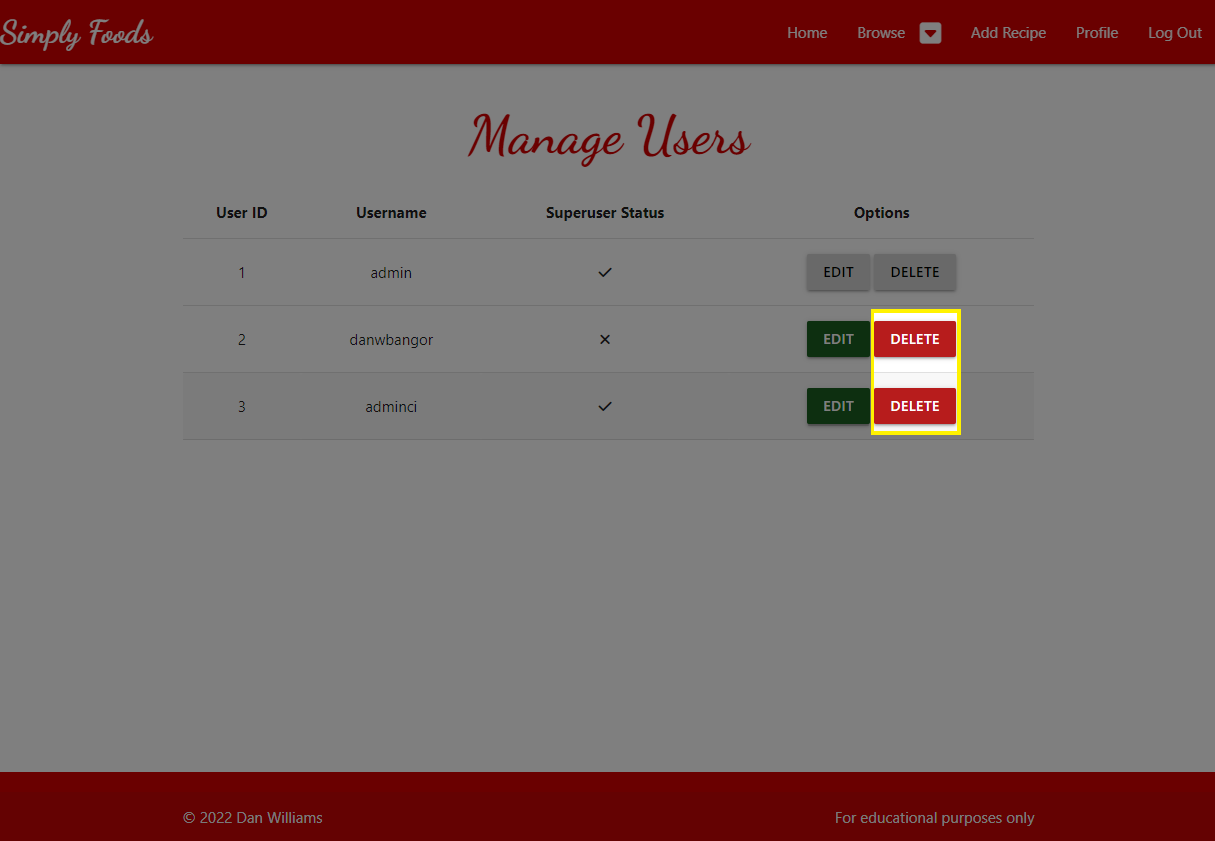 Simply Foods
Home Browse Add Recipe Profile Log Out
Manage Users
User ID Username Superuser Status Options
1 admin EDIT DELETE
2 danwbangor EDIT DELETE
3 adminci EDIT DELETE
© 2022 Dan Williams For educational purposes only